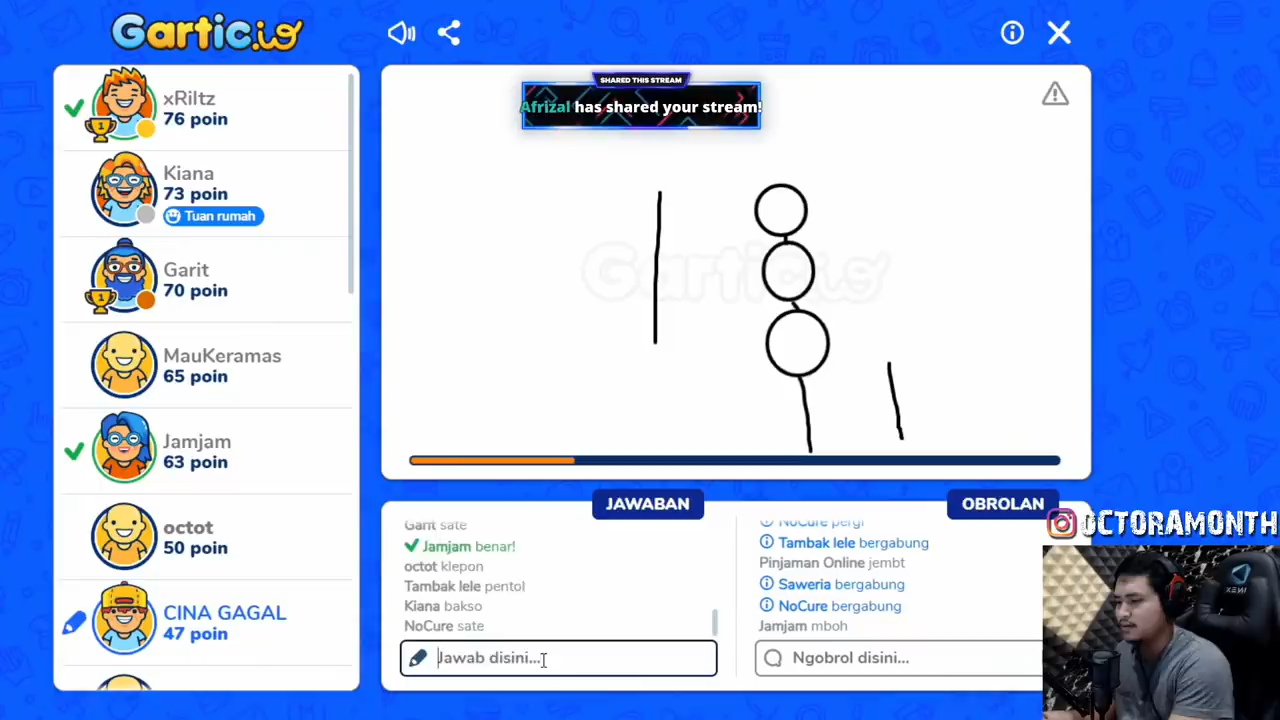 Gartic.io
xRiltz
76 poin
Kiana
73 poin
Tuan rumah
Garit
70 poin
MauKeramas
65 poin
Jamjam
63 poin
octot
50 poin
CINA GAGAL
47 poin
SHARED THIS STREAM
Afrizal has shared your stream!
Gartic.io
JAWABAN
Garit sate
Jamjam benar!
octot klepon
Tambak lele pentol
Kiana bakso
NoCure sate
Jawab disini...
OBROLAN
NoCure pergi
Tambak lele bergabung
Pinjaman Online jembt
Saweria bergabung
NoCure bergabung
Jamjam mboh
Ngobrol disini...
OCTORAMONTH
XENI